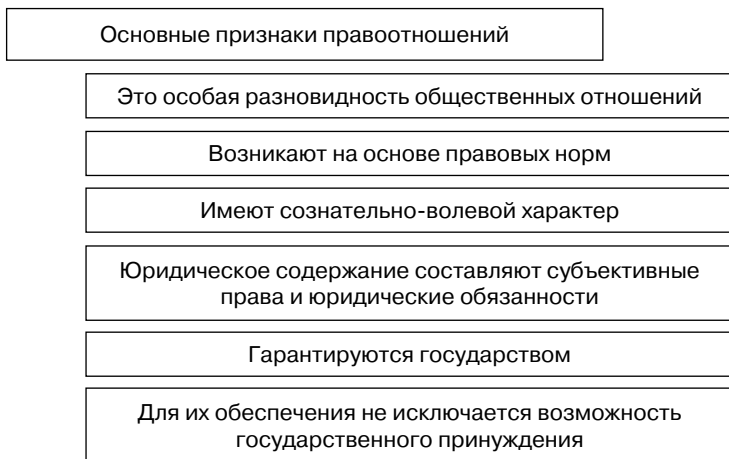 Основные признаки правоотношений
Это особая разновидность общественных отношений
Возникают на основе правовых норм
Имеют сознательно-волевой характер
Юридическое содержание составляют субъективные
права и юридические обязанности
Гарантируются государством
Для их обеспечения не исключается возможность
государственного принуждения